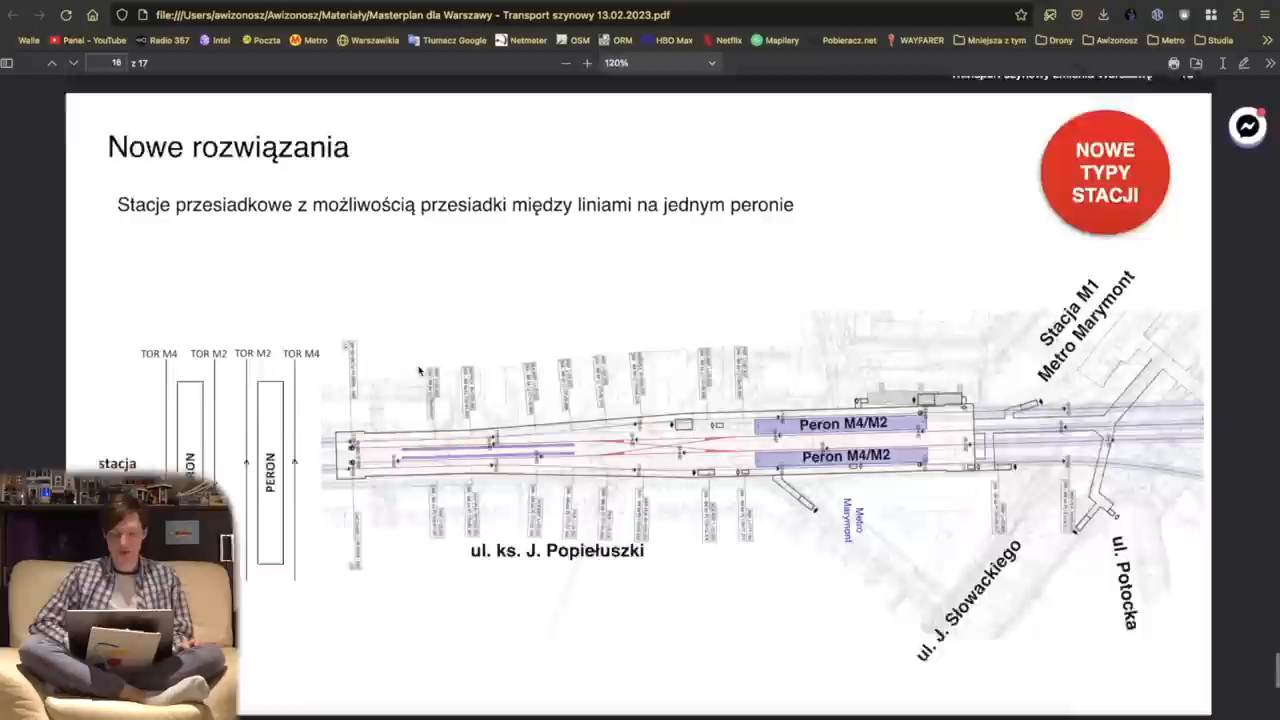 file:///Users/awizonosz/Awizonosz/Materiały/Masterplan dla Warszawy - Transport szynowy 13.02.2023.pdf
Walle
Panel - YouTube
Radio 357
Intel
Poczta
Metro
Warszawikia
Tłumacz Google
Netmeter
OSM
ORM
HBO Max
Netflix
Mapilary
Pobieracz.net
WAYFARER
Mniejsza z tym
Drony
Awizonosz
Metro
Studia
16 z 17
120%
Nowe rozwiązania
NOWE
TYPY
STACJI
Stacje przesiadkowe z możliwością przesiadki między liniami na jednym peronie
Stacja M1
Metro Marymont
TOR M4 TOR M2 TOR M2 TOR M4
Peron M4/M2
Peron M4/M2
stacja
PERON
Metro
Marymont
ul. ks. J. Popiełuszki
ul. J. Słowackiego
ul. Potocka